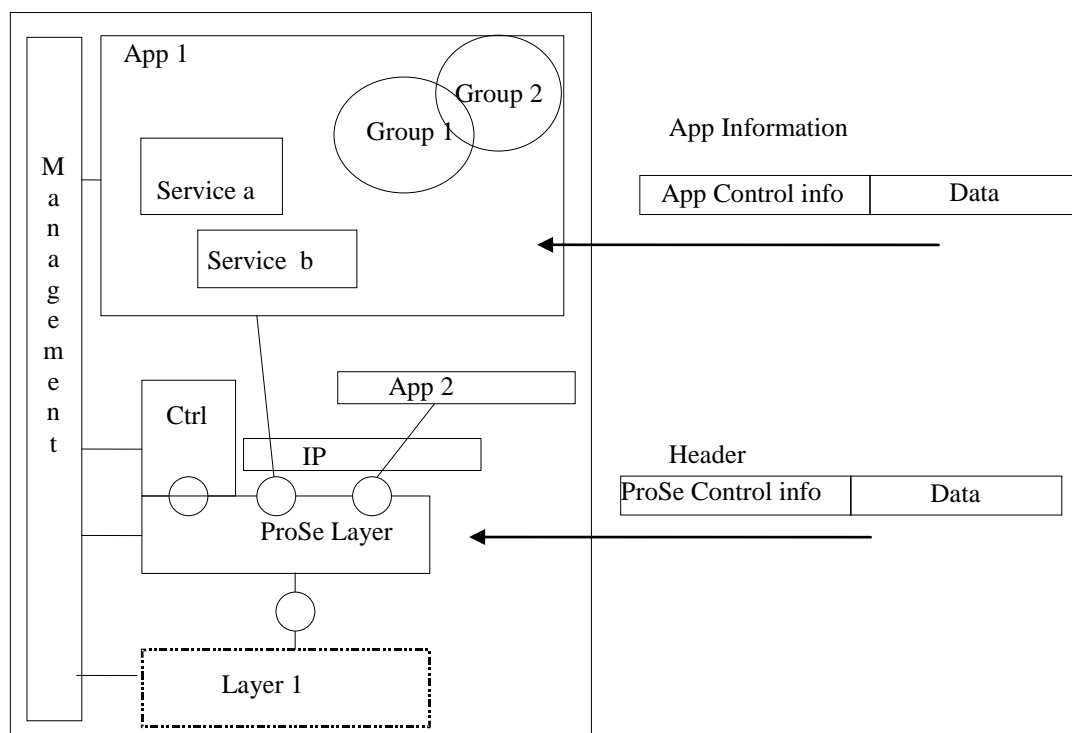 App 1
Group 2
Group 1
Service a
Service b
Management
App 2
Ctrl
IP
ProSe Layer
Layer 1
App Information
App Control info
Data
Header
ProSe Control info
Data